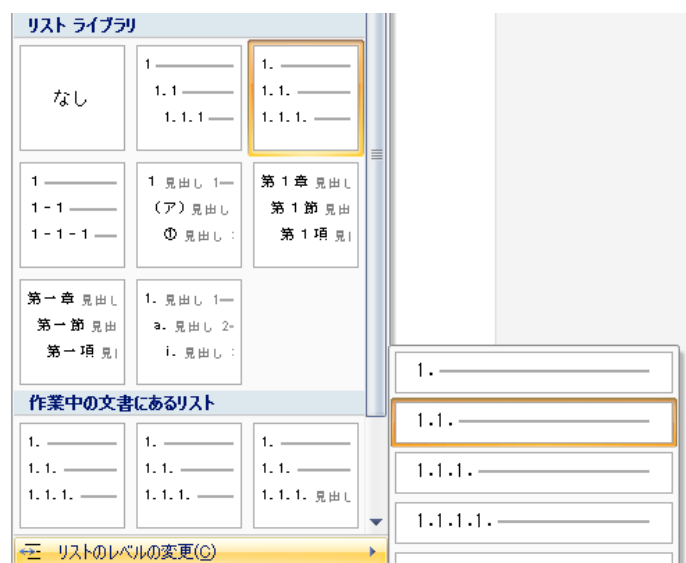 リスト ライブラリ
なし
1
1.1
1.1.1
1.
1.1.
1.1.1.
1
1-1
1-1-1
1 見出し 1
(ア) 見出し
① 見出し
第 1 章 見出し
第 1 節 見出
第 1 項 見
第一章 見出し
第一節 見出
第一項 見
1. 見出し 1
a. 見出し 2
i. 見出し
作業中の文書にあるリスト
1.
1.1.
1.1.1.
1.
1.1.
1.1.1.
1.
1.1.
1.1.1. 見出し
リストのレベルの変更(C)
1.
1.1.
1.1.1.
1.1.1.1.